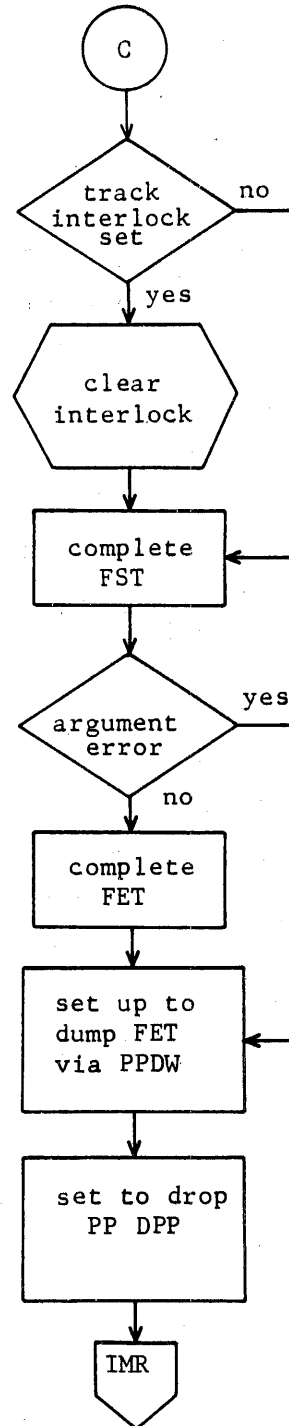 C
track
interlock
set
no
yes
clear
interlock
complete
FST
argument
error
yes
no
complete
FET
set up to
dump FET
via PPDW
set to drop
PP DPP
IMR